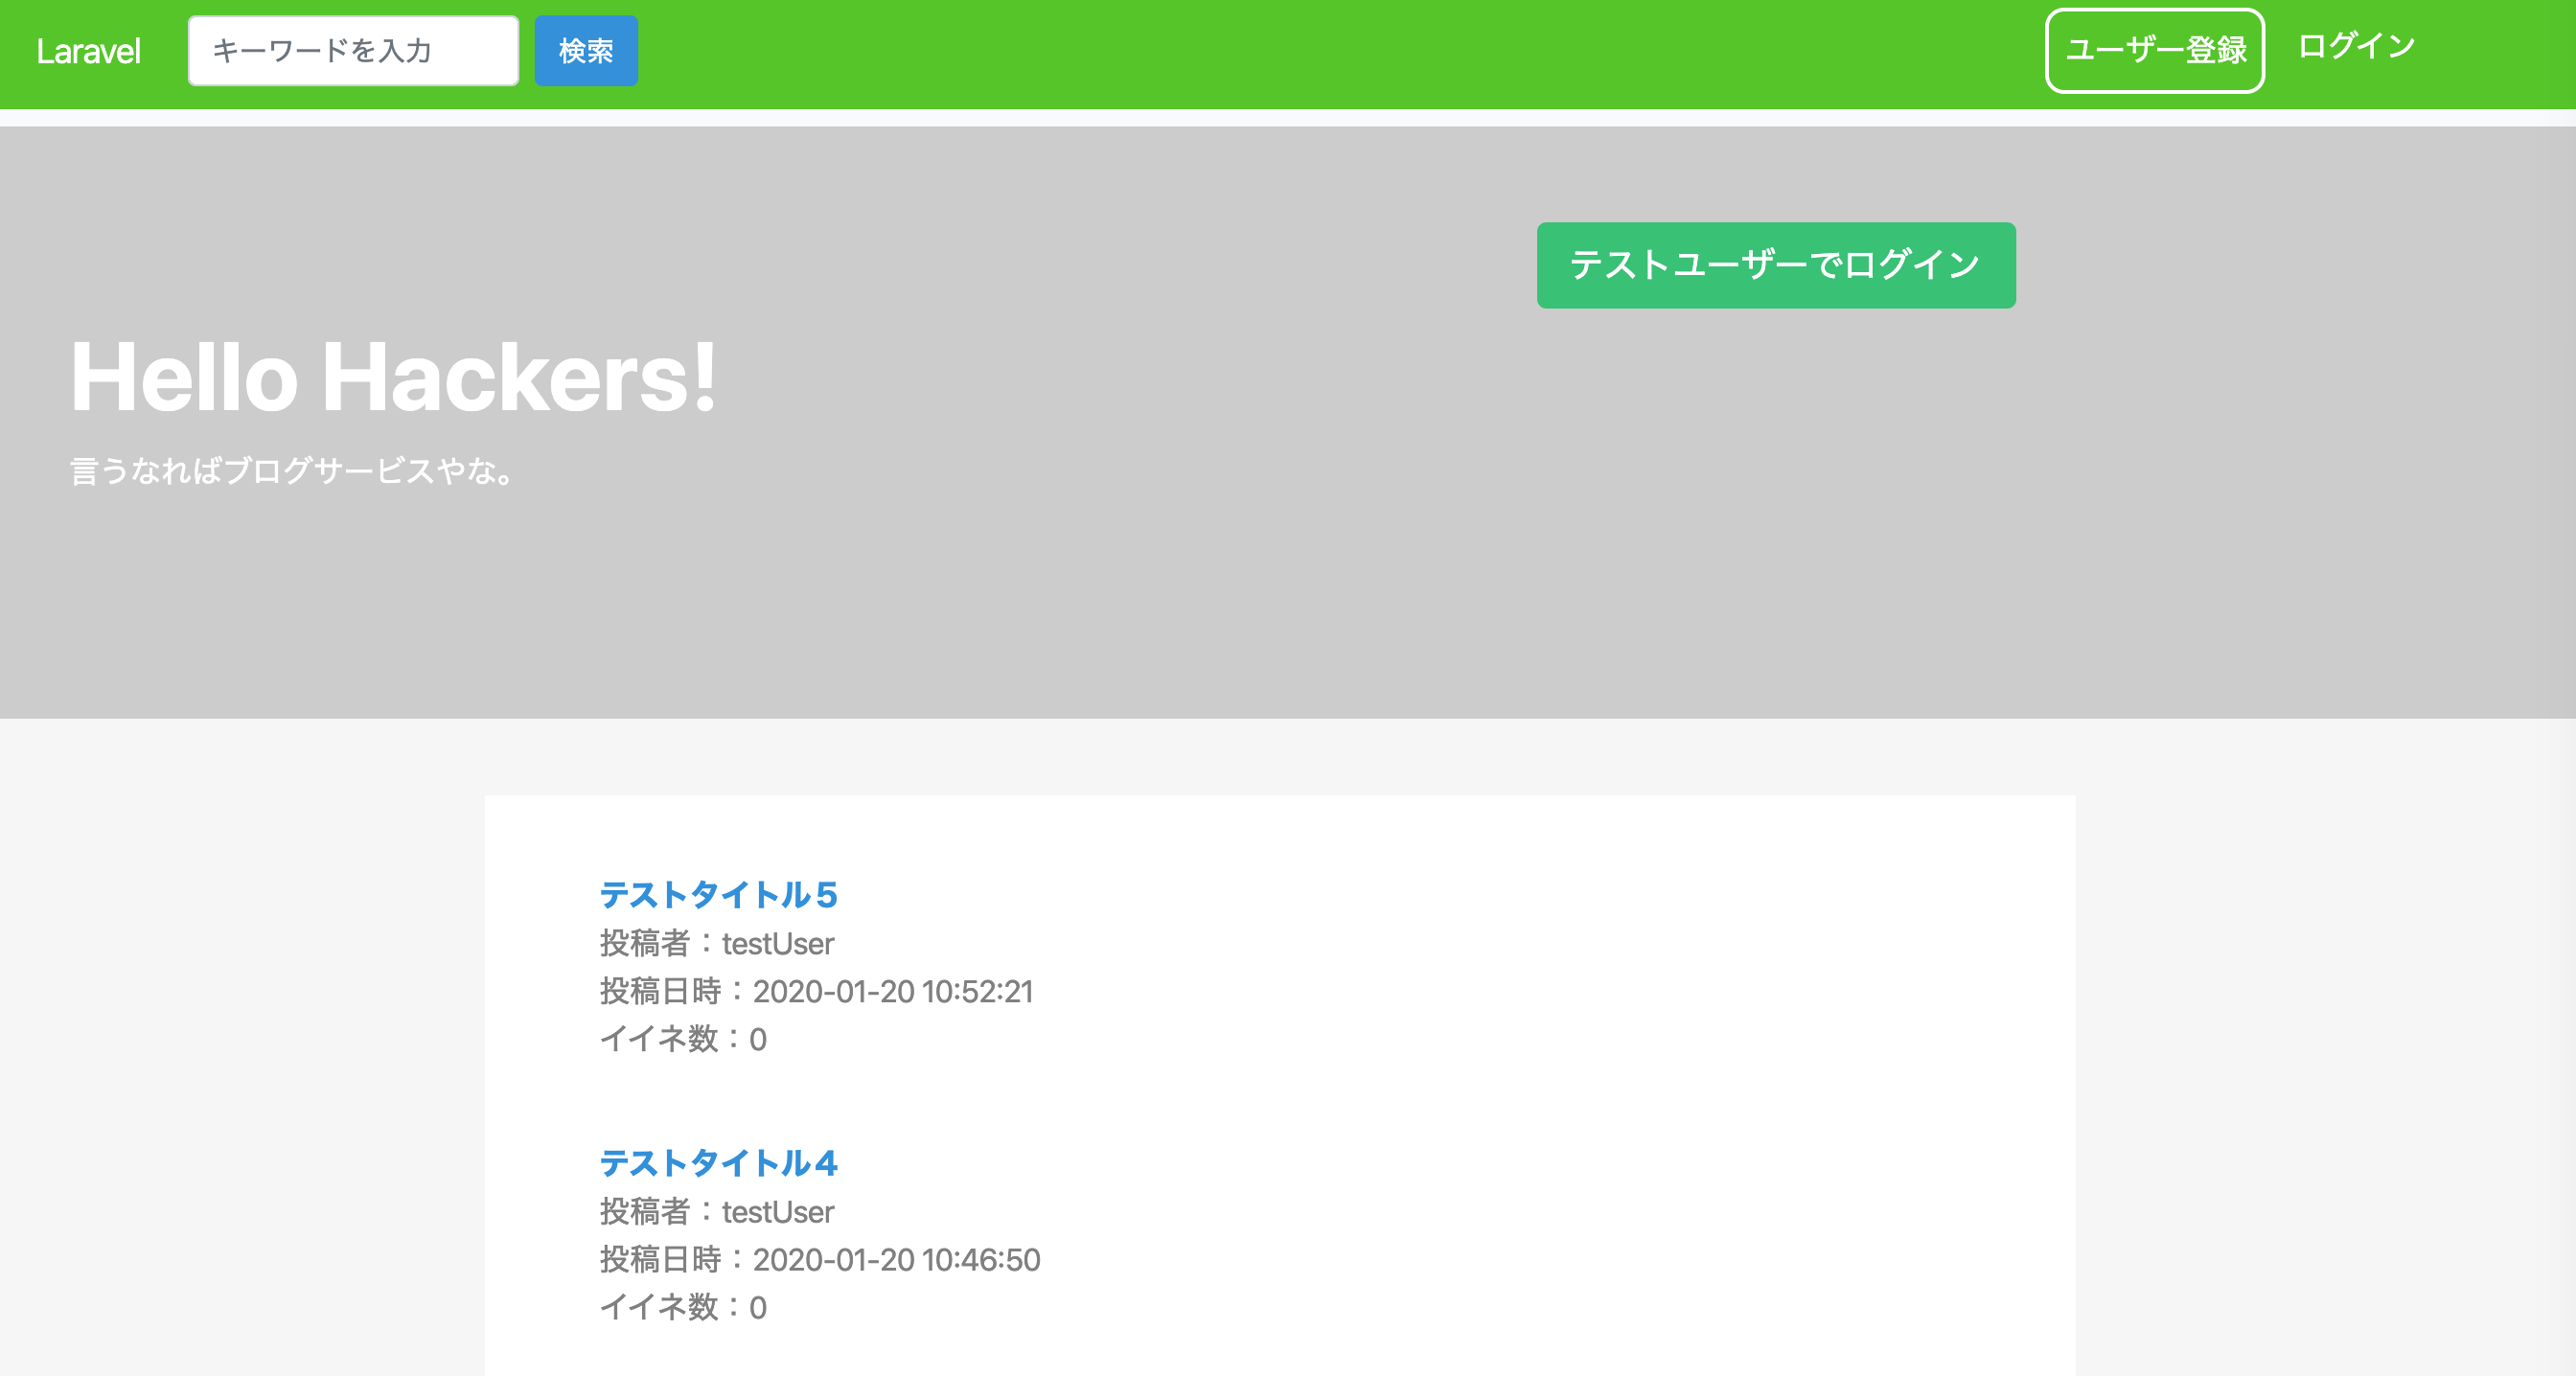 Laravel キーワードを入力 検索 ユーザー登録 ログイン
テストユーザーでログイン
Hello Hackers!
言うなればブログサービスやな。
テストタイトル5
投稿者：testUser
投稿日時：2020-01-20 10:52:21
イイネ数：0
テストタイトル4
投稿者：testUser
投稿日時：2020-01-20 10:46:50
イイネ数：0